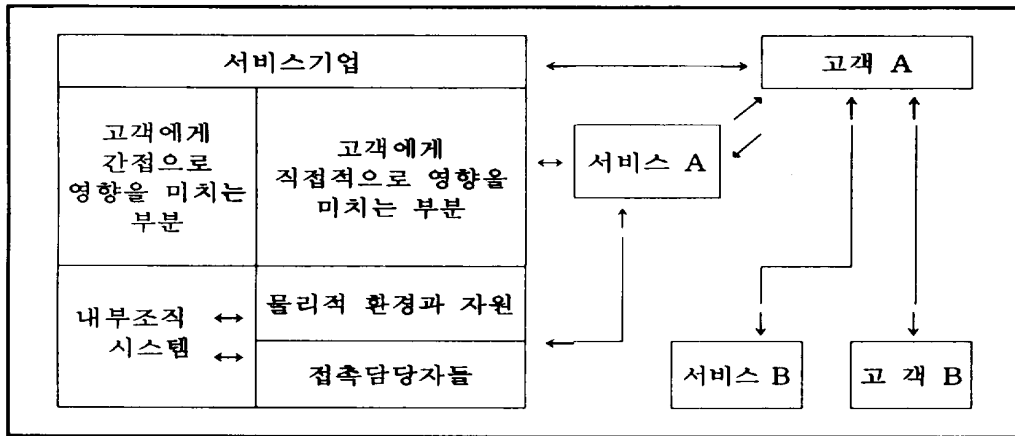 서비스기업
고객 A
고객에게
간접으로
영향을 미치는
부분
고객에게
직접적으로 영향을
미치는 부분
서비스 A
내부조직
시스템
물리적 환경과 자원
접촉담당자들
서비스 B
고 객 B